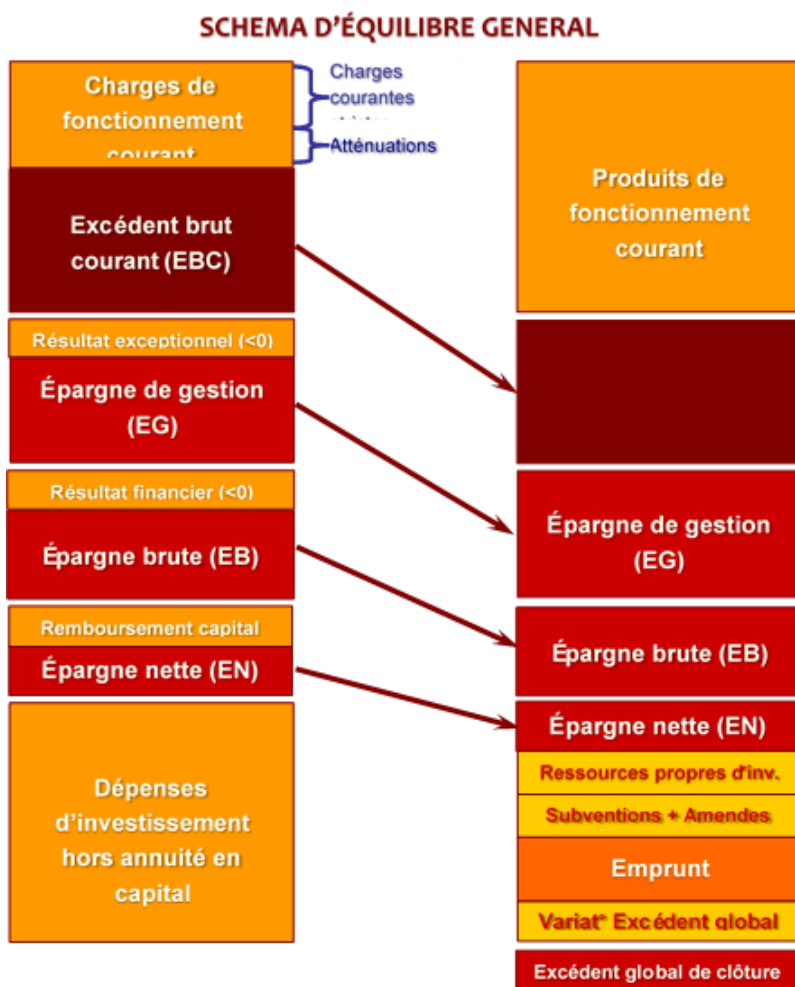 SCHEMA D'ÉQUILIBRE GENERAL
Charges de
fonctionnement
courant
Charges
courantes
Atténuations
Excédent brut
courant (EBC)
Résultat exceptionnel (<0)
Épargne de gestion
(EG)
Résultat financier (<0)
Épargne brute (EB)
Remboursement capital
Épargne nette (EN)
Dépenses
d'investissement
hors annuité en
capital
Produits de
fonctionnement
courant
Épargne de gestion
(EG)
Épargne brute (EB)
Épargne nette (EN)
Ressources propres d'inv.
Subventions + Amendes
Emprunt
Variat° Excédent global
Excédent global de clôture